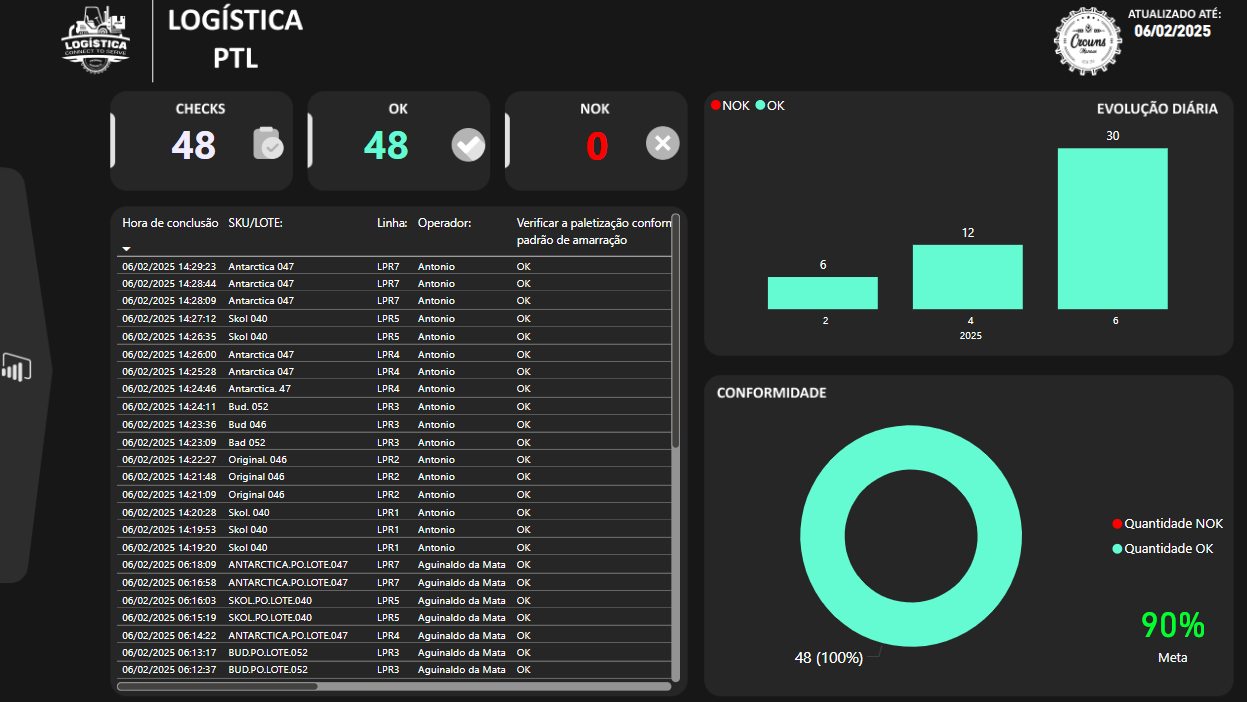 LOGÍSTICA
CONNECT TO SERVE
LOGÍSTICA
PTL
Crowns
Manaus
ATUALIZADO ATÉ:
06/02/2025
CHECKS
48
OK
48
NOK
0
NOK OK
EVOLUÇÃO DIÁRIA
30
12
6
2 4 6
2025
Hora de conclusão SKU/LOTE: Linha: Operador: Verificar a paletização conform
padrão de amarração
06/02/2025 14:29:23 Antarctica 047 LPR7 Antonio OK
06/02/2025 14:28:44 Antarctica 047 LPR7 Antonio OK
06/02/2025 14:28:09 Antarctica 047 LPR7 Antonio OK
06/02/2025 14:27:12 Skol 040 LPR5 Antonio OK
06/02/2025 14:26:35 Skol 040 LPR5 Antonio OK
06/02/2025 14:26:00 Antarctica 047 LPR4 Antonio OK
06/02/2025 14:25:28 Antarctica 047 LPR4 Antonio OK
06/02/2025 14:24:46 Antarctica. 47 LPR4 Antonio OK
06/02/2025 14:24:11 Bud. 052 LPR3 Antonio OK
06/02/2025 14:23:36 Bud 046 LPR3 Antonio OK
06/02/2025 14:23:09 Bad 052 LPR3 Antonio OK
06/02/2025 14:22:27 Original. 046 LPR2 Antonio OK
06/02/2025 14:21:48 Original 046 LPR2 Antonio OK
06/02/2025 14:21:09 Original 046 LPR2 Antonio OK
06/02/2025 14:20:28 Skol. 040 LPR1 Antonio OK
06/02/2025 14:19:53 Skol 040 LPR1 Antonio OK
06/02/2025 14:19:20 Skol 040 LPR1 Antonio OK
06/02/2025 06:18:09 ANTARCTICA.PO.LOTE.047 LPR7 Aguinaldo da Mata OK
06/02/2025 06:16:58 ANTARCTICA.PO.LOTE.047 LPR7 Aguinaldo da Mata OK
06/02/2025 06:16:03 SKOL.PO.LOTE.040 LPR5 Aguinaldo da Mata OK
06/02/2025 06:15:19 SKOL.PO.LOTE.040 LPR5 Aguinaldo da Mata OK
06/02/2025 06:14:22 ANTARCTICA.PO.LOTE.047 LPR4 Aguinaldo da Mata OK
06/02/2025 06:13:17 BUD.PO.LOTE.052 LPR3 Aguinaldo da Mata OK
06/02/2025 06:12:37 BUD.PO.LOTE.052 LPR3 Aguinaldo da Mata OK
CONFORMIDADE
Quantidade NOK
Quantidade OK
48 (100%)
90%
Meta